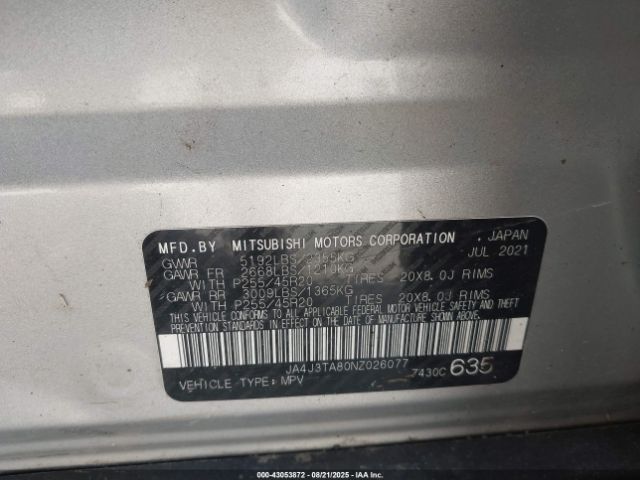 MFD.BY MITSUBISHI MOTORS CORPORATION . JAPAN
GVWR 5192LBS/2355KG JUL 2021
GAWR FR 2668LBS/1210KG
WITH P255/45R20 TIRES 20X8.0J RIMS
GAWR RR 3009LBS/1365KG
WITH P255/45R20 TIRES 20X8.0J RIMS
THIS VEHICLE CONFORMS TO ALL APPLICABLE FEDERAL MOTOR VEHICLE SAFETY, BUMPER, AND THEFT
PREVENTION STANDARDS IN EFFECT ON THE DATE OF MANUFACTURE SHOWN ABOVE.
JA4J3TA80NZ026077
VEHICLE TYPE: MPV 7430C 635
000-43053872 - 08/21/2025 - IAAI.COM